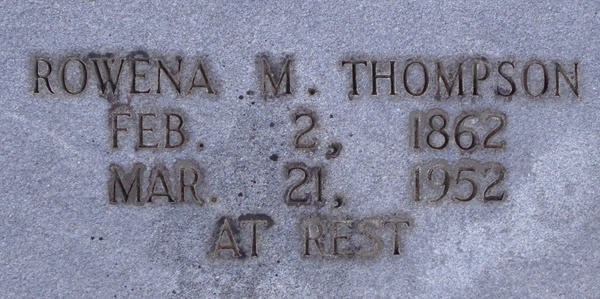 ROWENA M. THOMPSON
FEB. 2, 1862
MAR. 21, 1952
AT REST